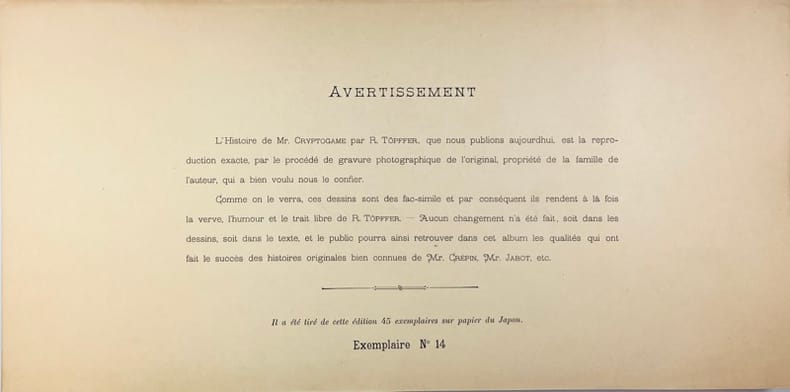 AVERTISSEMENT
L'Histoire de Mr. CRYPTOGAME par R. TÖPFFER, que nous publions aujourd'hui, est la repro-
duction exacte, par le procédé de gravure photographique de l'original, propriété de la famille de
l'auteur, qui a bien voulu nous le confier.
Comme on le verra, ces dessins sont des fac-simile et par conséquent ils rendent à là fois
la verve, l'humour et le trait libre de R. TÖPFFER. — Aucun changement n'a été fait, soit dans les
dessins, soit dans le texte, et le public pourra ainsi retrouver dans cet album les qualités qui ont
fait le succès des histoires originales bien connues de Mr. CRÉPIN, Mr. JABOT, etc.
Il a été tiré de cette édition 45 exemplaires sur papier du Japon.
Exemplaire N° 14